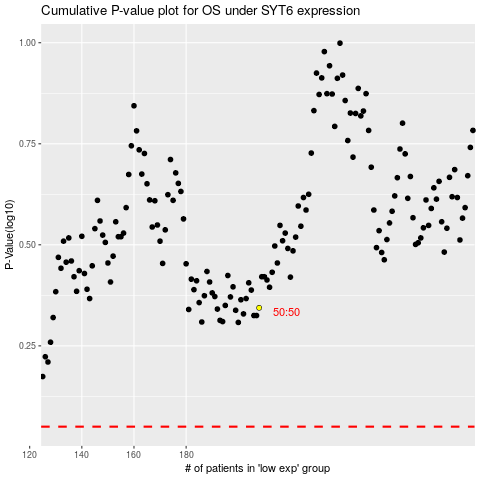 Cumulative P-value plot for OS under SYT6 expression
1.00
0.75
0.50
0.25
P-Value(log10)
50:50
120 140 160 180
# of patients in 'low exp' group